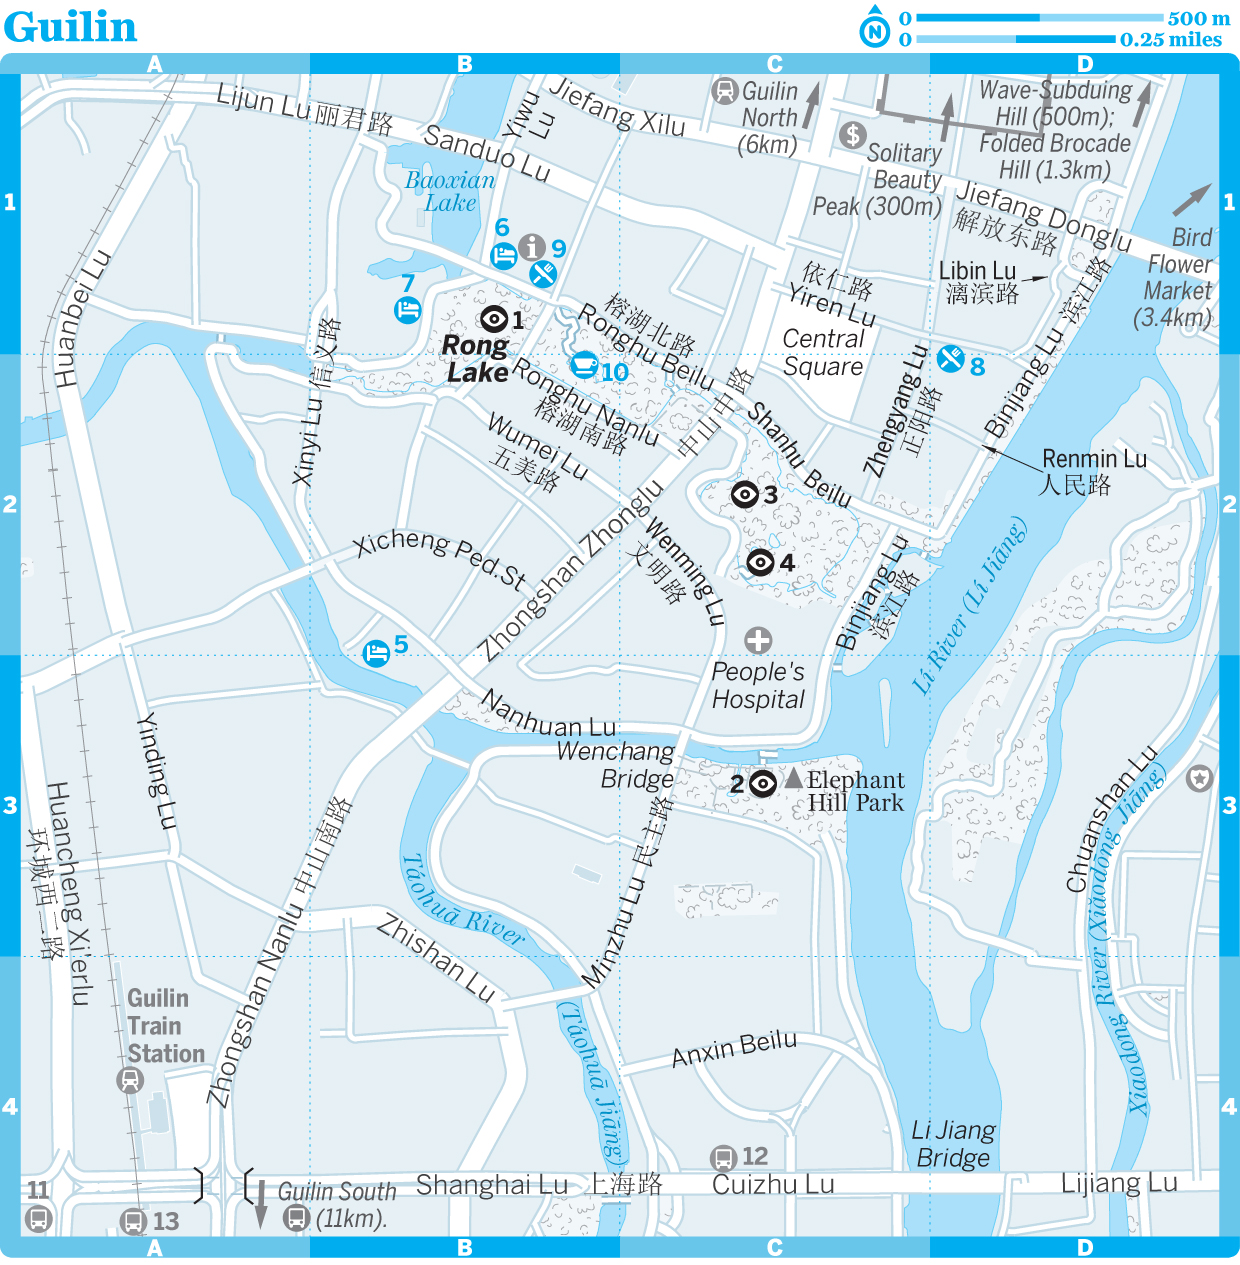 Guilin
N
0
500 m
0
0.25 miles
A
B
C
D
1
2
3
4
1
2
3
4
A
B
C
D
Lijun Lu 丽君路
Sanduo Lu
Yiwu
Lu
Jiefang Xilu
Guilin
North
(6km)
$
Solitary
Beauty
Peak (300m)
Wave-Subduing
Hill (500m);
Folded Brocade
Hill (1.3km)
Jiefang Donglu
解放东路
Bird
Flower
Market
(3.4km)
Baoxian
Lake
Huanbei Lu
6
i
9
7
1
Rong
Lake
10
榕湖北路
Ronghu Beilu
依仁路
Yiren Lu
Central
Square
Libin Lu
漓滨路
Binjiang Lu 滨江路
8
Xinyi Lu 信义路
Ronghu Nanlu
榕湖南路
Wumei Lu
五美路
Zhongshan Zhonglu
中山中路
Shanhu Beilu
Zhengyang Lu
正阳路
Renmin Lu
人民路
3
4
Xicheng Ped.St
Wenming Lu
文明路
Binjiang Lu
滨江路
Lí River (Lí Jiāng)
5
People's
Hospital
Nanhuan Lu
Wenchang
Bridge
2
Elephant
Hill Park
Yinding Lu
Huancheng Xi'erlu
环城西二路
Zhongshan Nanlu 中山南路
Táohuā River
(Táohuā Jiāng)
Minzhu Lu 民主路
Chuanshan Lu
Xiaodong River (Xiǎodōng Jiāng)
Zhishan Lu
Guilin
Train
Station
Anxin Beilu
Li Jiang
Bridge
12
11
13
Guilin South
(11km).
Shanghai Lu 上海路
Cuizhu Lu
Lijiang Lu